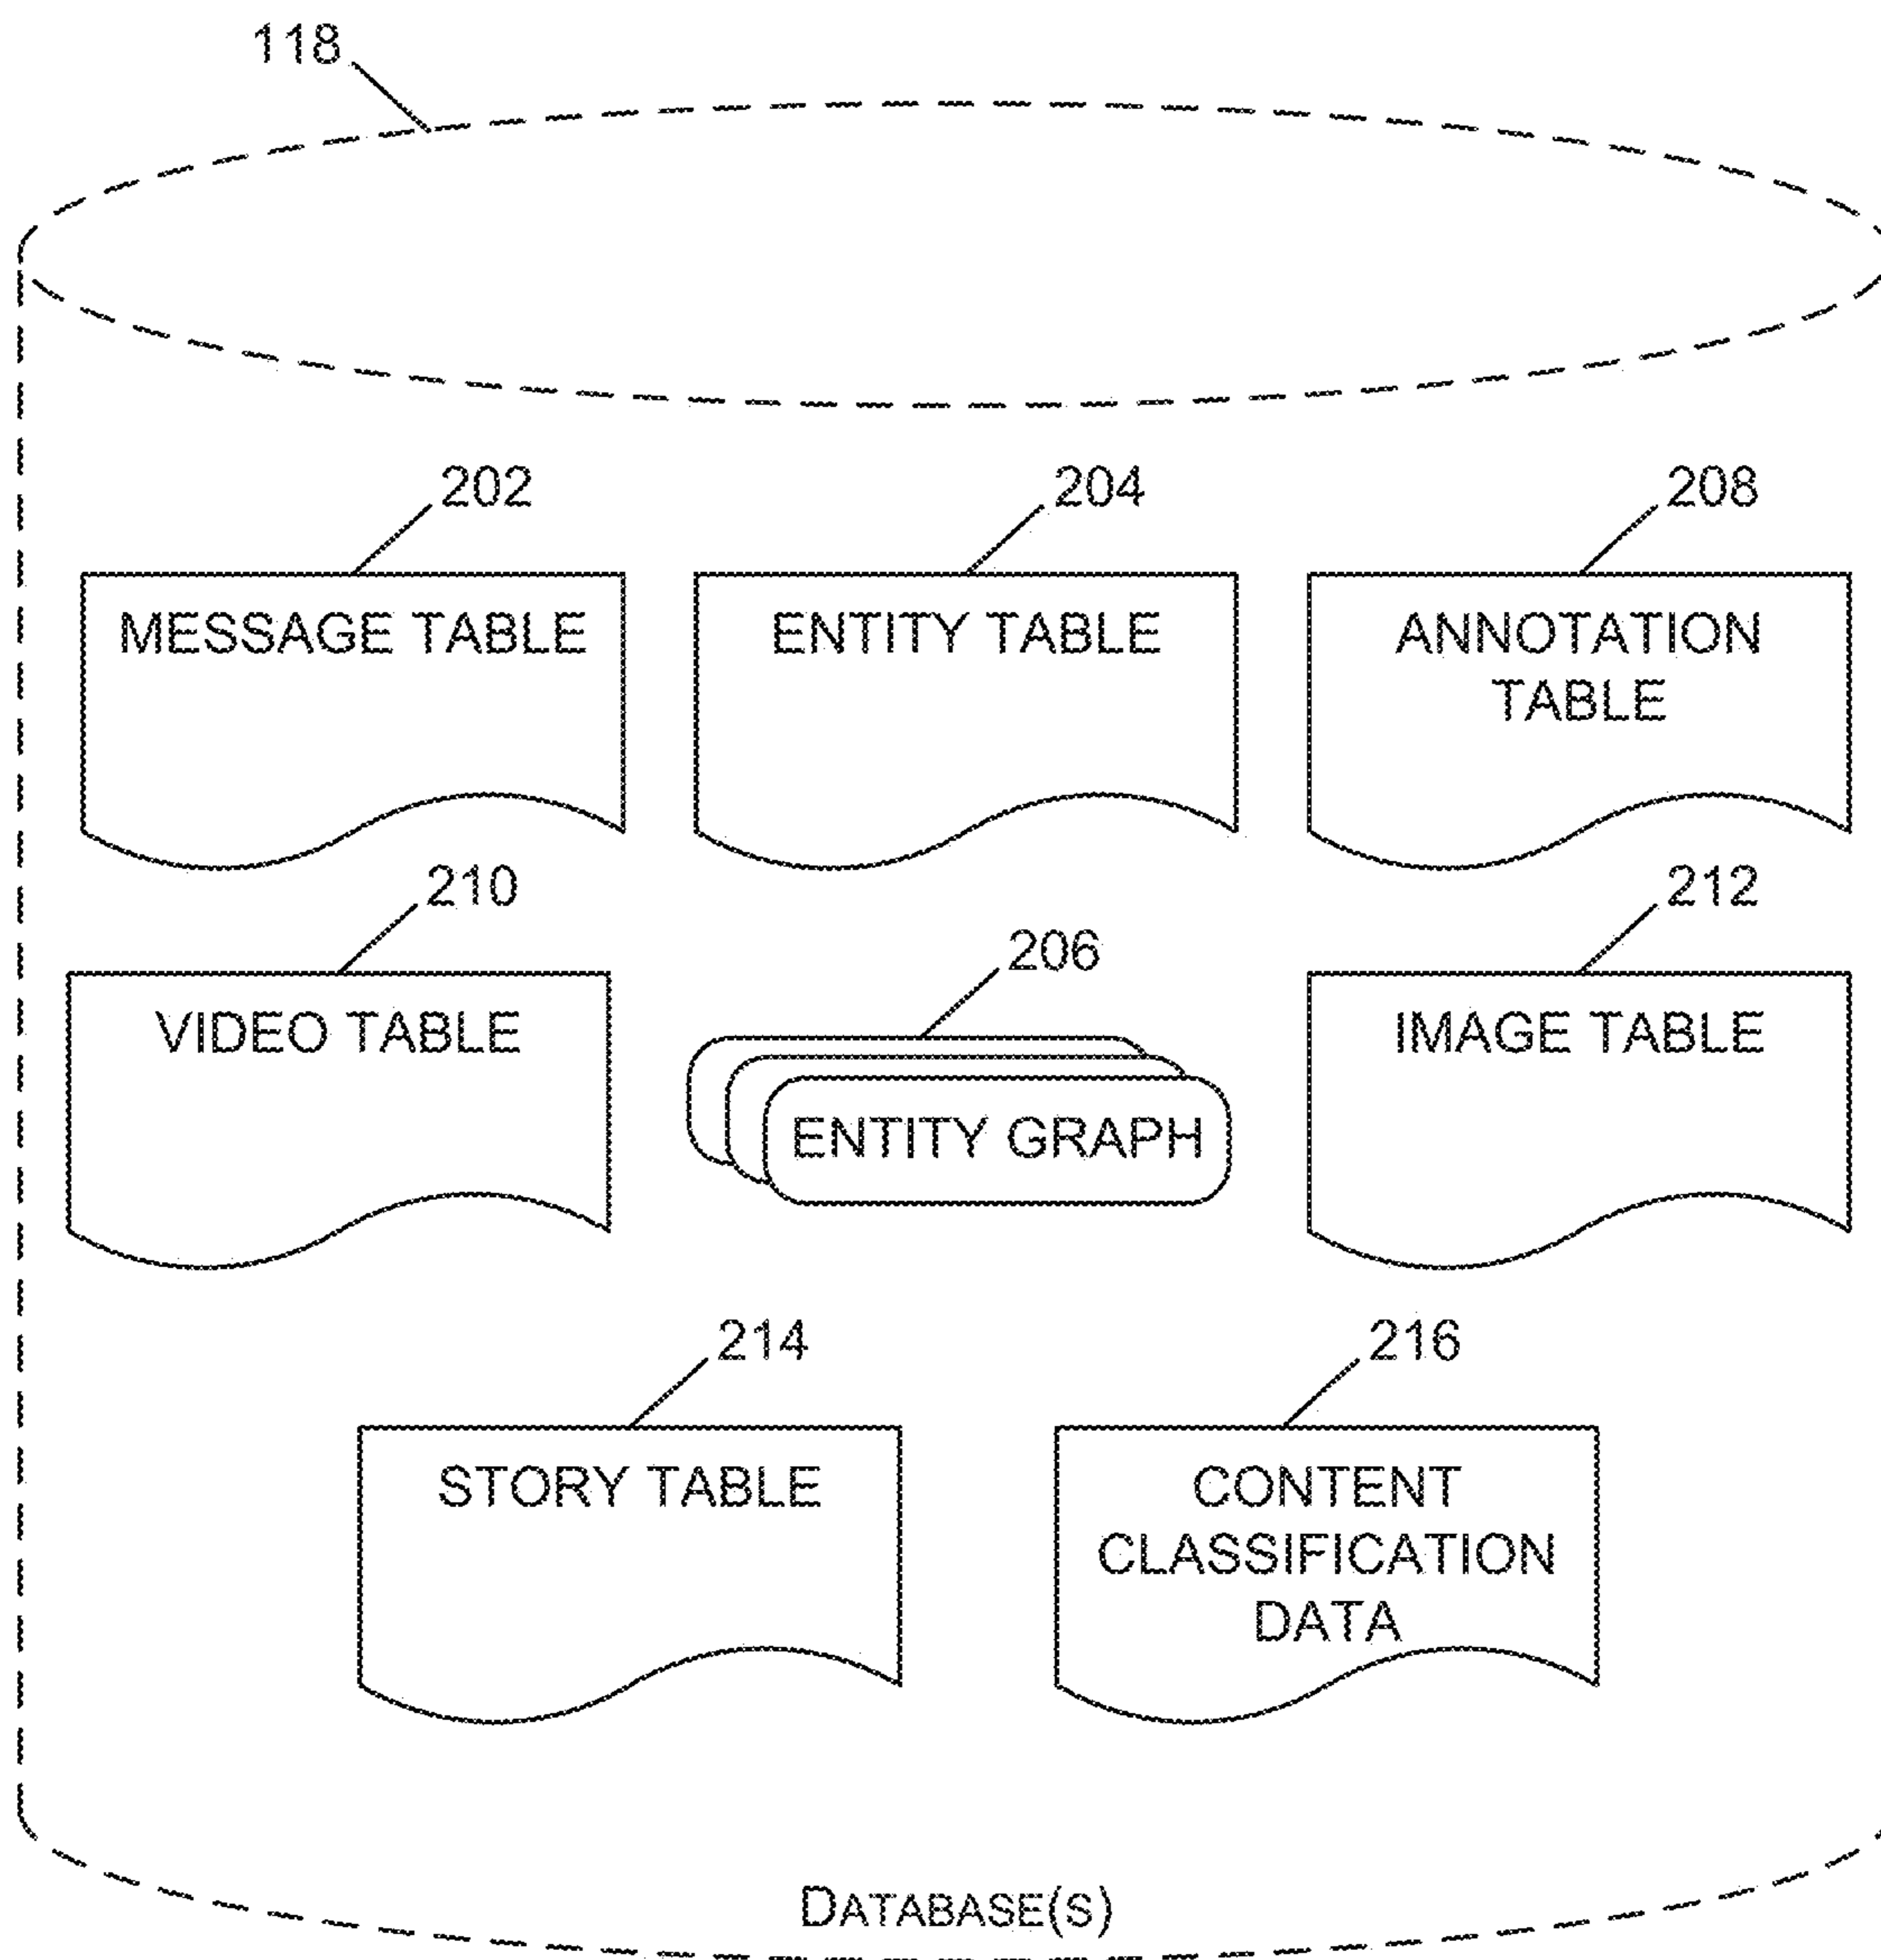 118
202
204
208
MESSAGE TABLE
ENTITY TABLE
ANNOTATION
TABLE
210
206
212
VIDEO TABLE
ENTITY GRAPH
IMAGE TABLE
214
216
STORY TABLE
CONTENT
CLASSIFICATION
DATA
DATABASE(S)